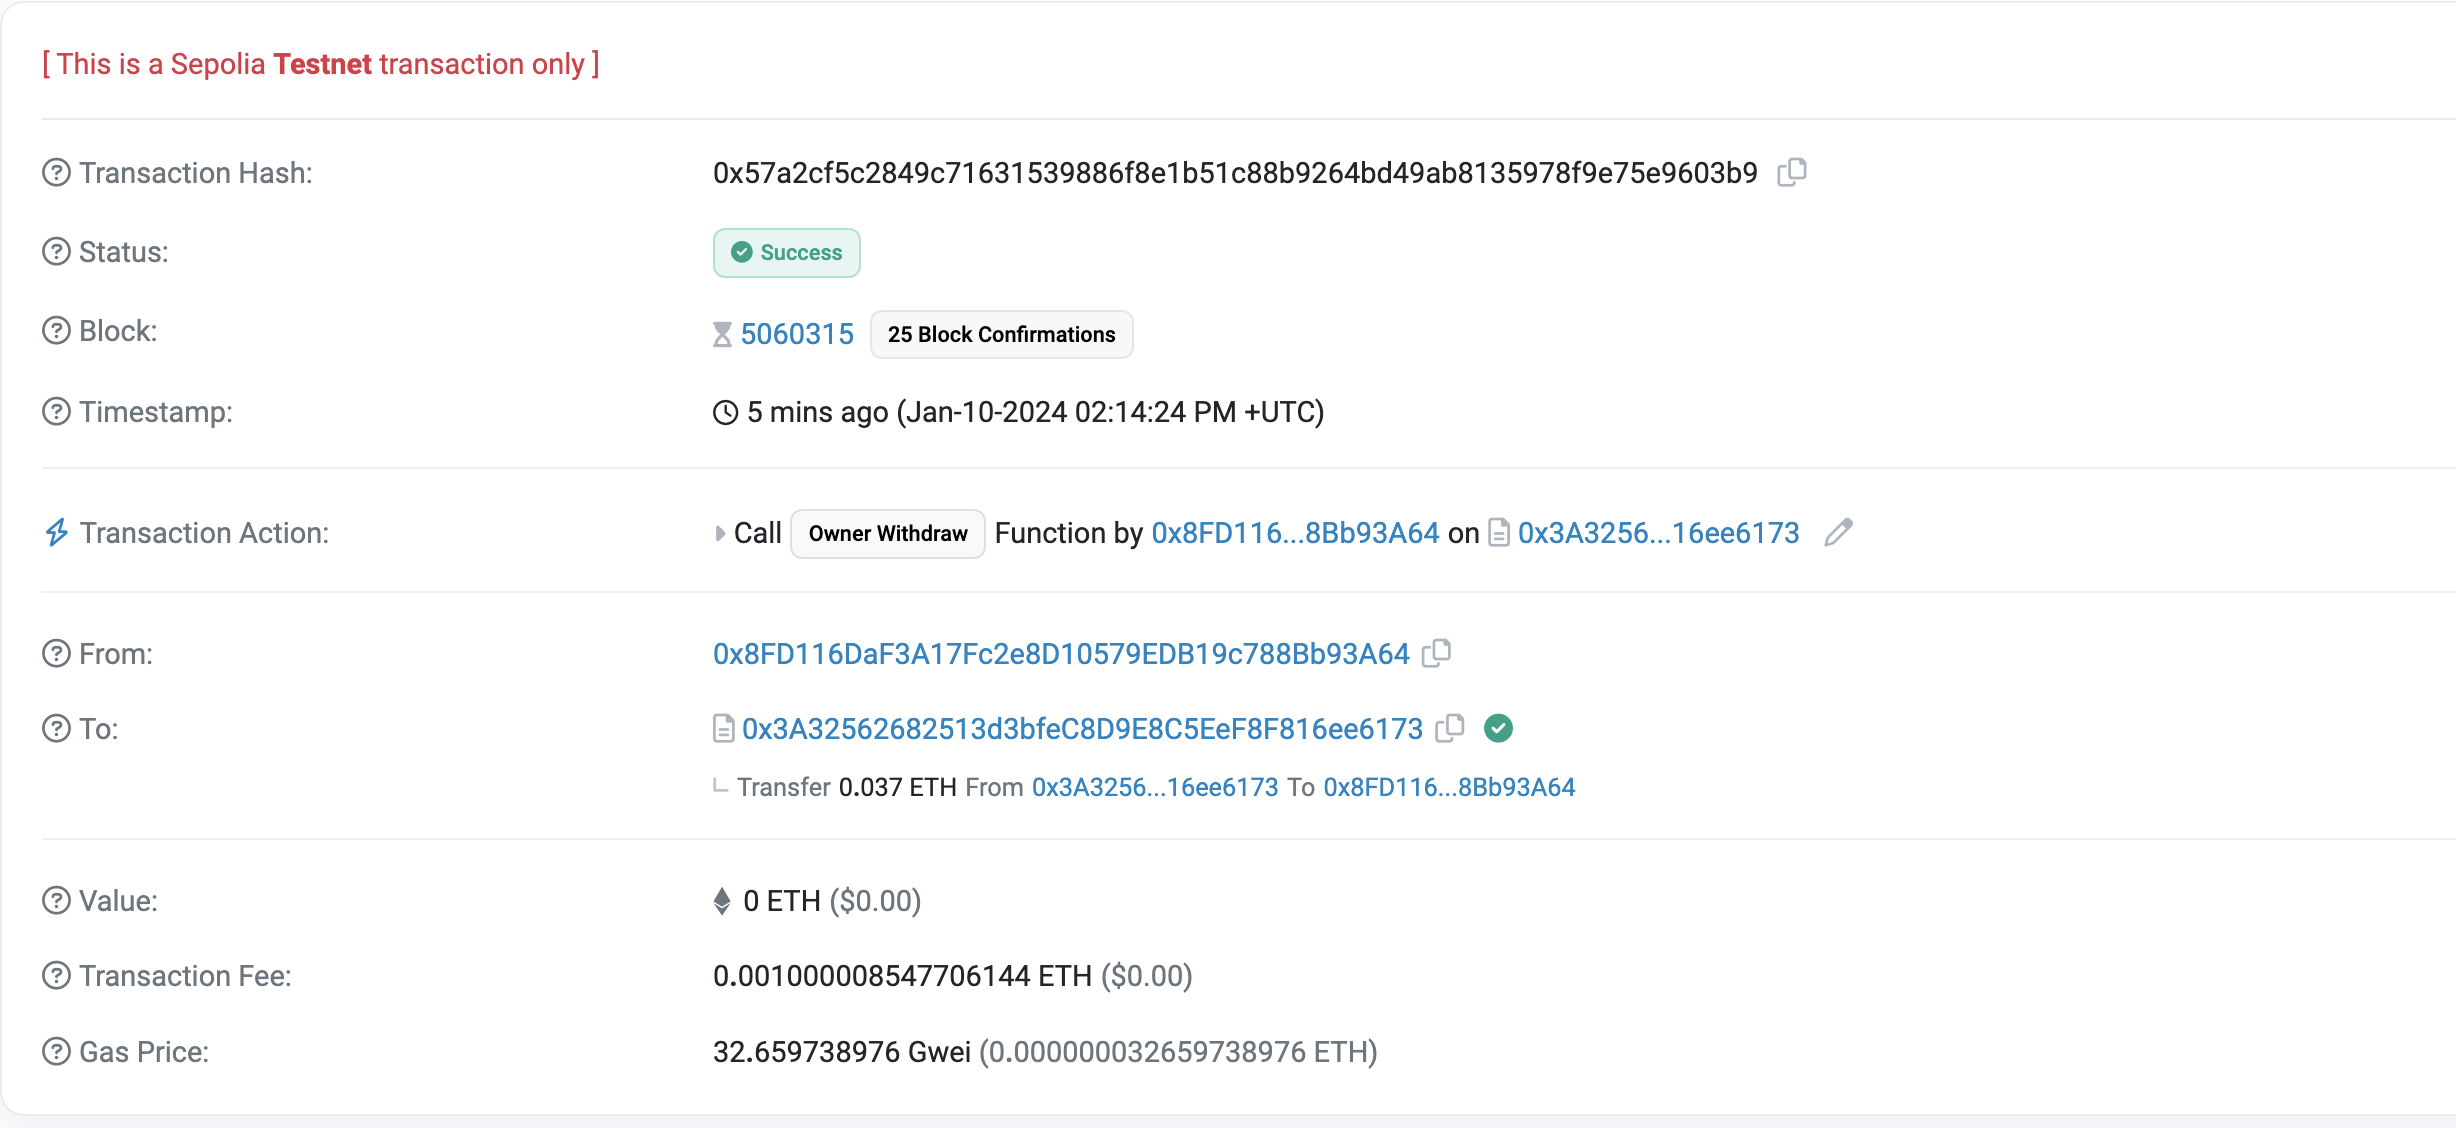 [ This is a Sepolia Testnet transaction only ]
Transaction Hash: 0x57a2cf5c2849c71631539886f8e1b51c88b9264bd49ab8135978f9e75e9603b9
Status: Success
Block: 5060315 25 Block Confirmations
Timestamp: 5 mins ago (Jan-10-2024 02:14:24 PM +UTC)
Transaction Action: Call Owner Withdraw Function by 0x8FD116...8Bb93A64 on 0x3A3256...16ee6173
From: 0x8FD116DaF3A17Fc2e8D10579EDB19c788Bb93A64
To: 0x3A32562682513d3bfeC8D9E8C5EeF8F816ee6173
Transfer 0.037 ETH From 0x3A3256...16ee6173 To 0x8FD116...8Bb93A64
Value: 0 ETH ($0.00)
Transaction Fee: 0.001000008547706144 ETH ($0.00)
Gas Price: 32.659738976 Gwei (0.000000032659738976 ETH)